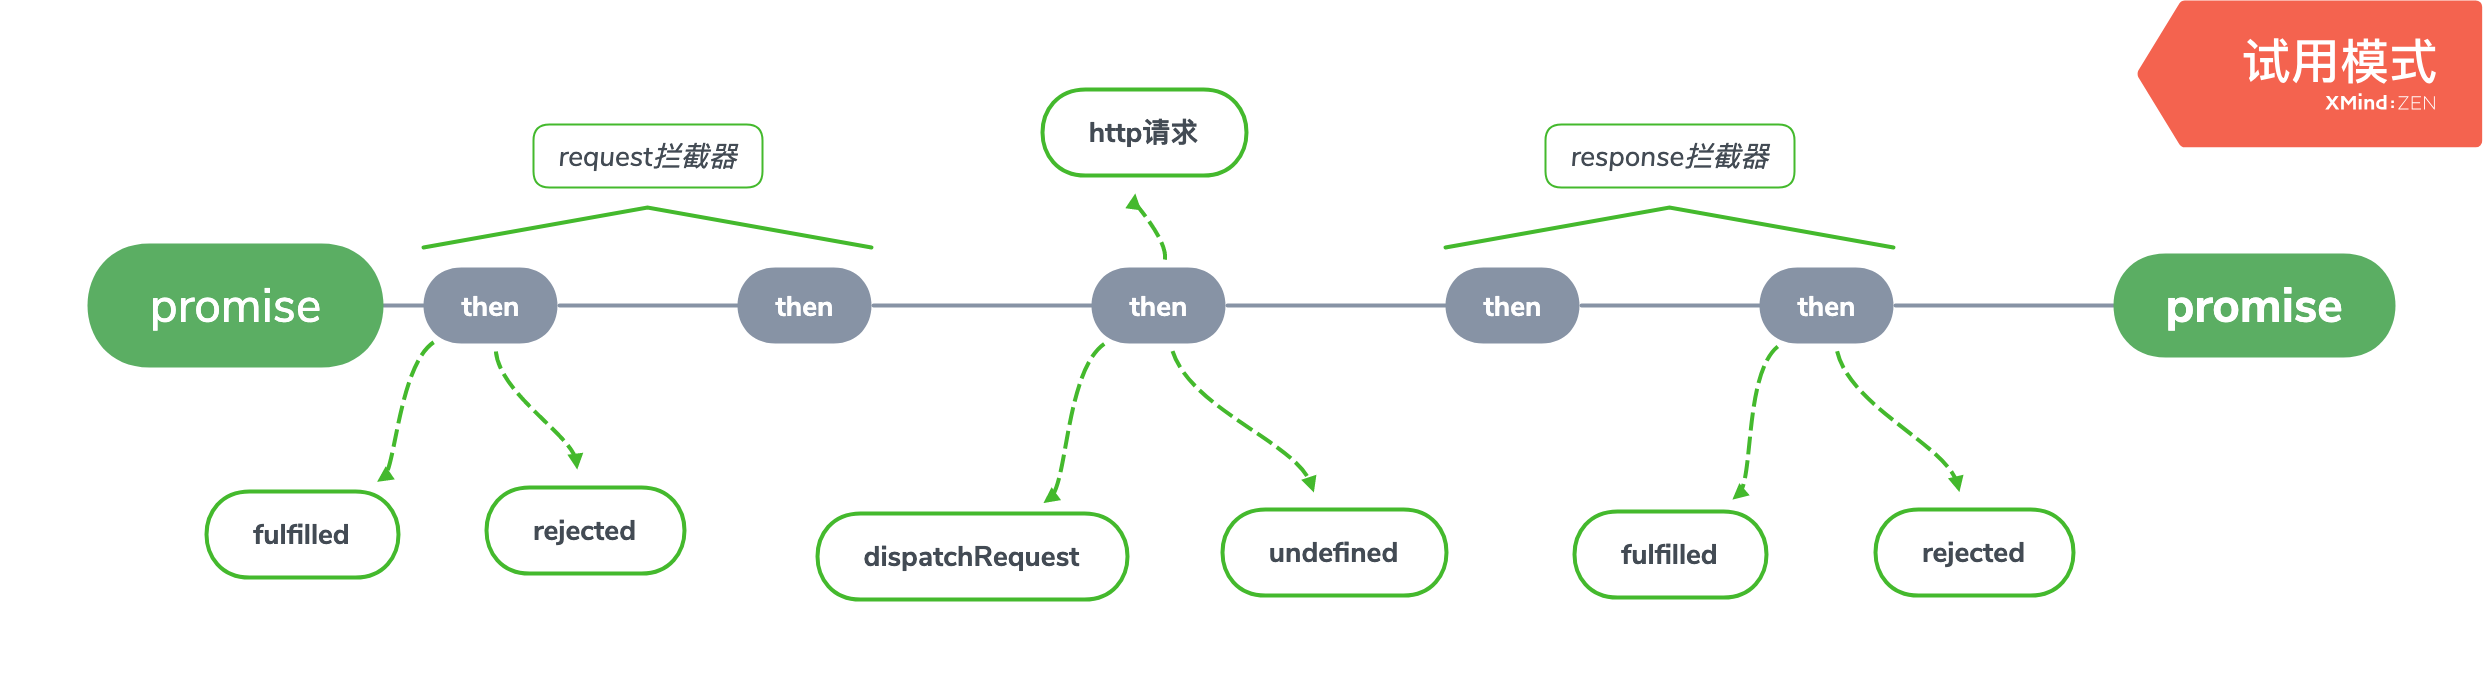 试用模式
XMind:ZEN
http请求
request拦截器
response拦截器
promise
then
then
then
then
then
promise
fulfilled
rejected
dispatchRequest
undefined
fulfilled
rejected